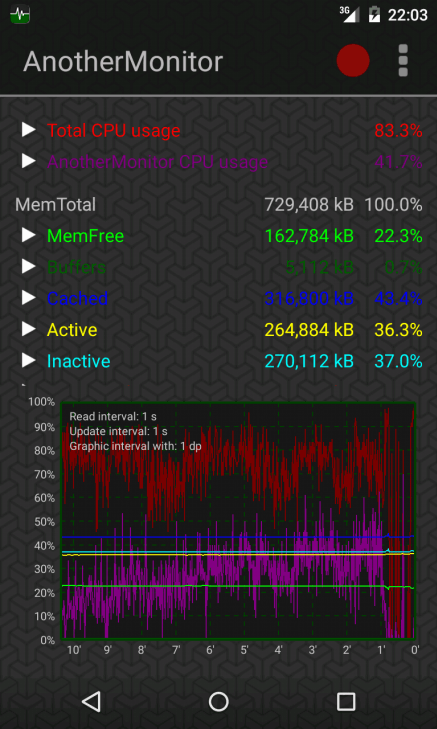 3G 22:03
AnotherMonitor
Total CPU usage 83.3%
AnotherMonitor CPU usage 41.7%
MemTotal 729,408 kB 100.0%
MemFree 162,784 kB 22.3%
Buffers 5,112 kB 0.7%
Cached 316,800 kB 43.4%
Active 264,884 kB 36.3%
Inactive 270,112 kB 37.0%
100%
Read interval: 1 s
90%
Update interval: 1 s
Graphic interval with: 1 dp
80%
70%
60%
50%
40%
30%
20%
10%
0%
10' 9' 8' 7' 6' 5' 4' 3' 2' 1' 0'